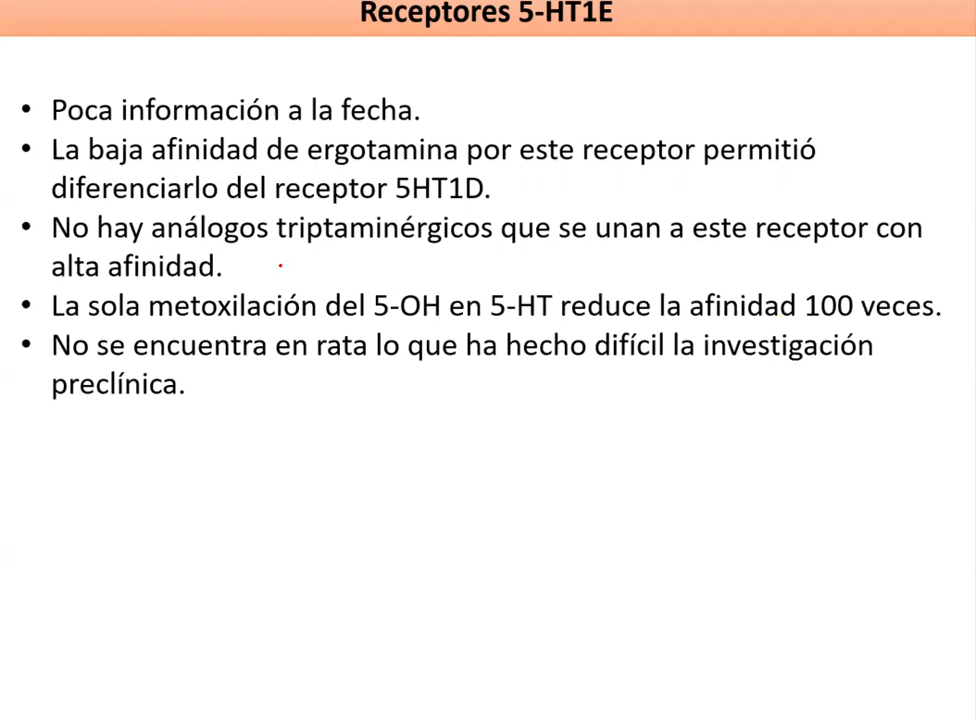 Receptores 5-HT1E
• Poca información a la fecha.
• La baja afinidad de ergotamina por este receptor permitió
diferenciarlo del receptor 5HT1D.
• No hay análogos triptaminérgicos que se unan a este receptor con
alta afinidad.
• La sola metoxilación del 5-OH en 5-HT reduce la afinidad 100 veces.
• No se encuentra en rata lo que ha hecho difícil la investigación
preclínica.